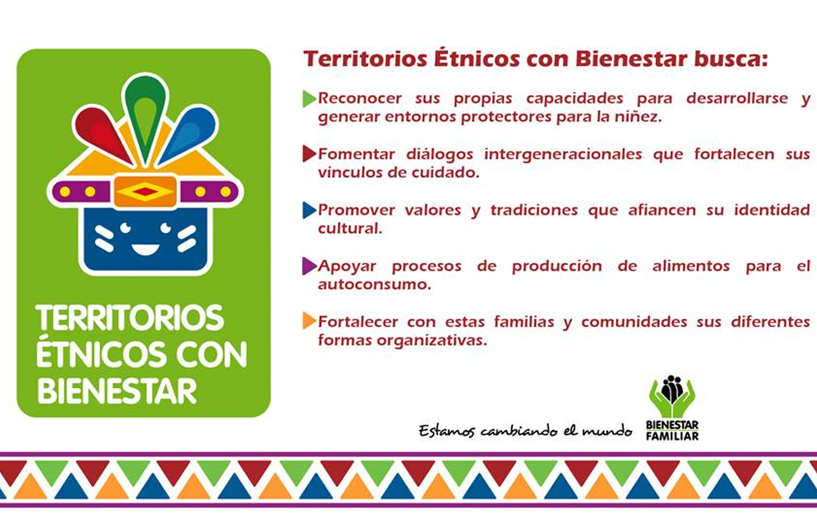 TERRITORIOS
ÉTNICOS CON
BIENESTAR
Territorios Étnicos con Bienestar busca:
Reconocer sus propias capacidades para desarrollarse y
generar entornos protectores para la niñez.
Fomentar diálogos intergeneracionales que fortalecen sus
vínculos de cuidado.
Promover valores y tradiciones que afiancen su identidad
cultural.
Apoyar procesos de producción de alimentos para el
autoconsumo.
Fortalecer con estas familias y comunidades sus diferentes
formas organizativas.
Estamos cambiando el mundo
BIENESTAR
FAMILIAR